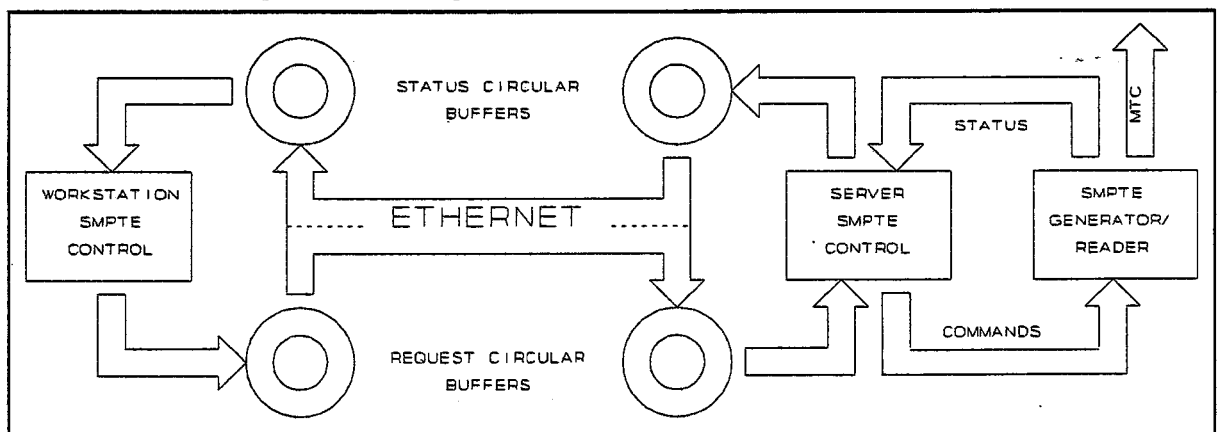 STATUS CIRCULAR
BUFFERS
STATUS
MTC
WORKSTATION
SMPTE
CONTROL
ETHERNET
SERVER
SMPTE
CONTROL
SMPTE
GENERATOR/
READER
COMMANDS
REQUEST CIRCULAR
BUFFERS